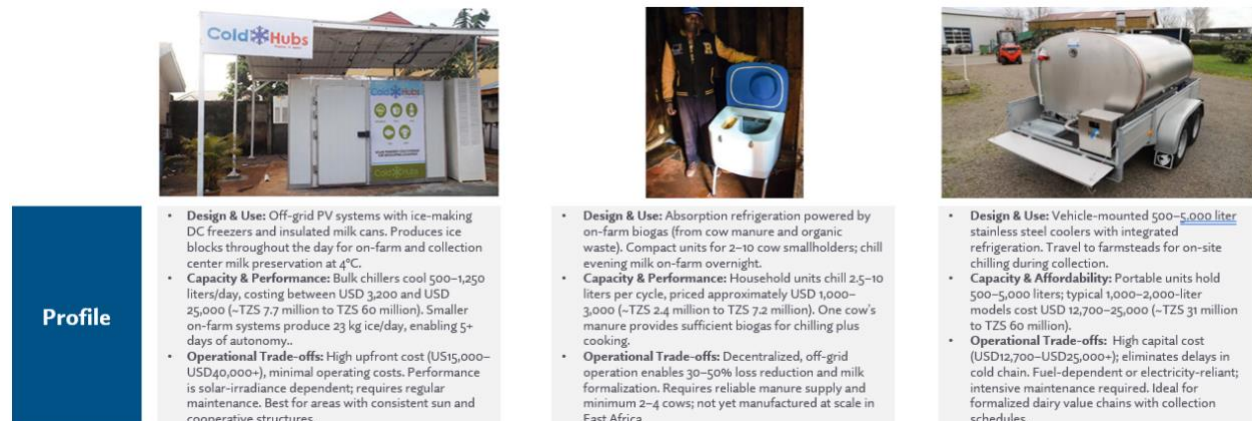 Cold Hubs
Cold Hubs
Cold Hubs
Profile
• Design & Use: Off-grid PV systems with ice-making
DC freezers and insulated milk cans. Produces ice
blocks throughout the day for on-farm and collection
center milk preservation at 4°C.
• Capacity & Performance: Bulk chillers cool 500–1,250
liters/day, costing between USD 3,200 and USD
25,000 (~TZS 7.7 million to TZS 60 million). Smaller
on-farm systems produce 23 kg ice/day, enabling 5+
days of autonomy..
• Operational Trade-offs: High upfront cost (US15,000–
USD40,000+), minimal operating costs. Performance
is solar-irradiance dependent; requires regular
maintenance. Best for areas with consistent sun and
cooperative structures.
• Design & Use: Absorption refrigeration powered by
on-farm biogas (from cow manure and organic
waste). Compact units for 2–10 cow smallholders; chill
evening milk on-farm overnight.
• Capacity & Performance: Household units chill 2.5–10
liters per cycle, priced approximately USD 1,000–
3,000 (~TZS 2.4 million to TZS 7.2 million). One cow's
manure provides sufficient biogas for chilling plus
cooking.
• Operational Trade-offs: Decentralized, off-grid
operation enables 30–50% loss reduction and milk
formalization. Requires reliable manure supply and
minimum 2–4 cows; not yet manufactured at scale in
East Africa.
• Design & Use: Vehicle-mounted 500–5,000 liter
stainless steel coolers with integrated
refrigeration. Travel to farmsteads for on-site
chilling during collection.
• Capacity & Affordability: Portable units hold
500–5,000 liters; typical 1,000–2,000-liter
models cost USD 12,700–25,000 (~TZS 31 million
to TZS 60 million).
• Operational Trade-offs: High capital cost
(USD12,700–USD25,000+); eliminates delays in
cold chain. Fuel-dependent or electricity-reliant;
intensive maintenance required. Ideal for
formalized dairy value chains with collection
schedules.